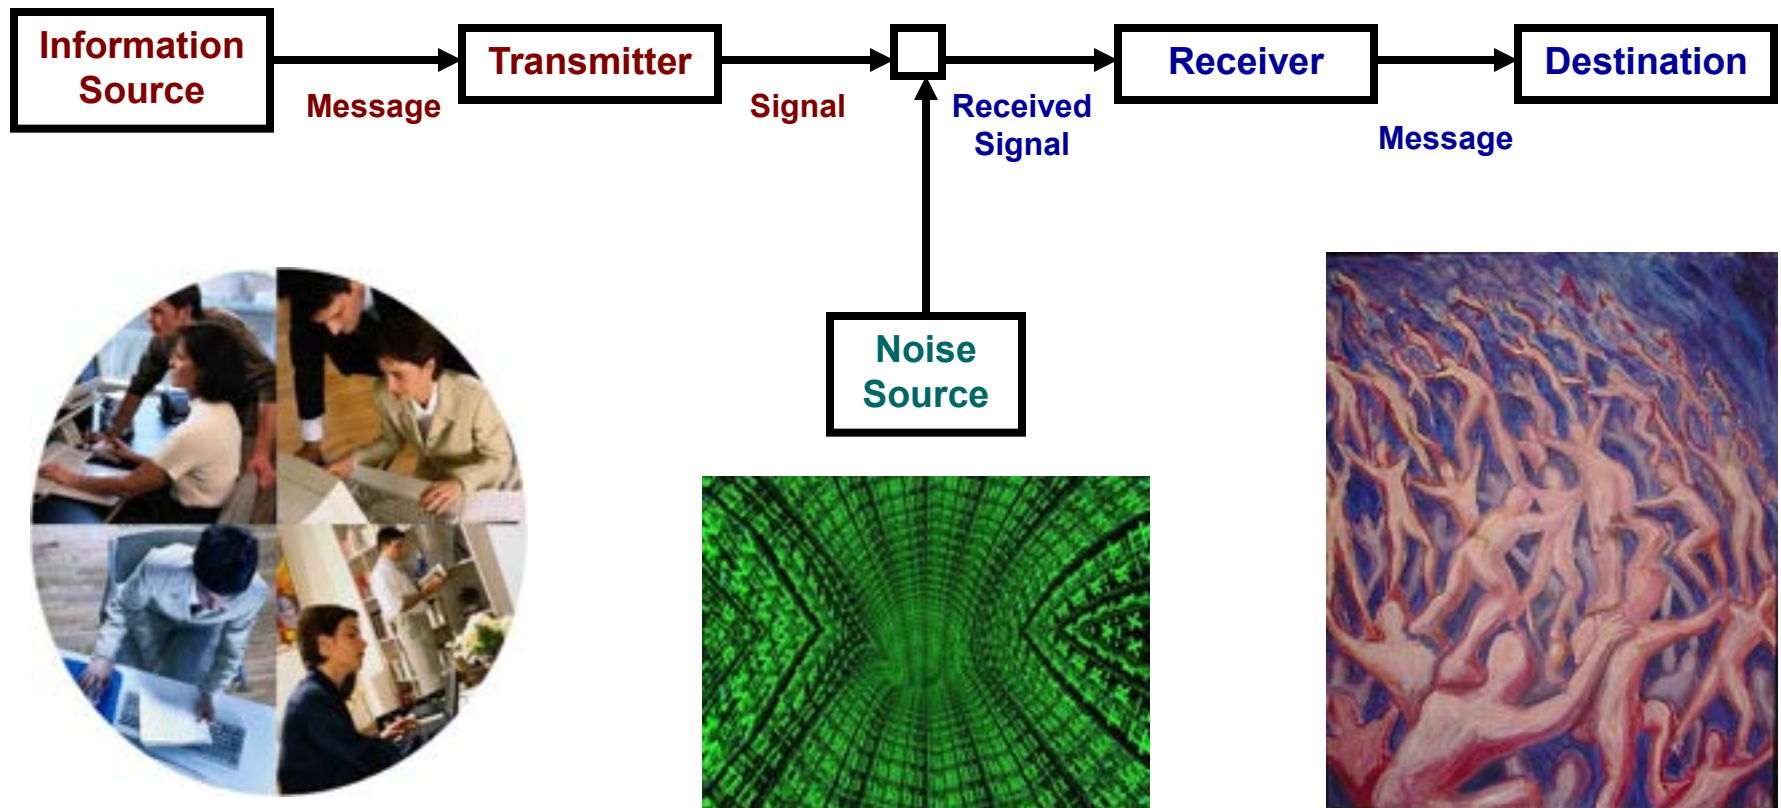 Information
Source
Transmitter
Receiver
Destination
Message
Signal
Received
Signal
Message
Noise
Source